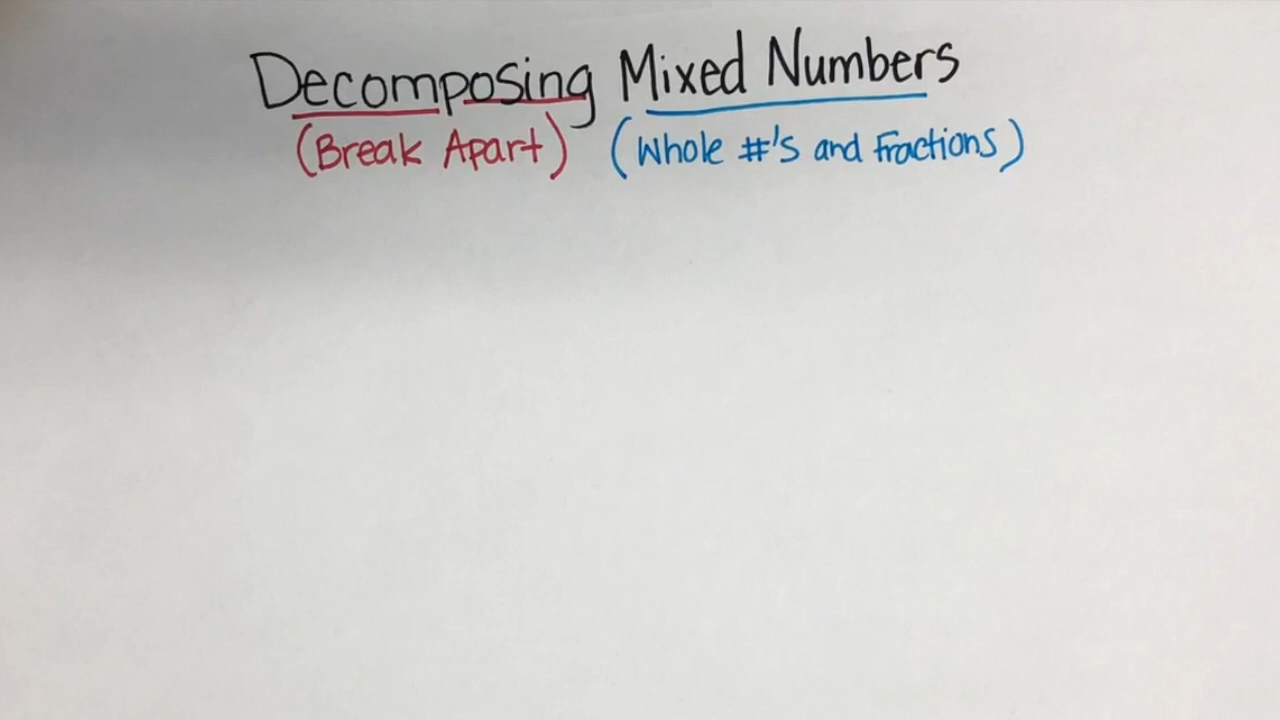 Decomposing Mixed Numbers
(Break Apart) (Whole #'s and Fractions)